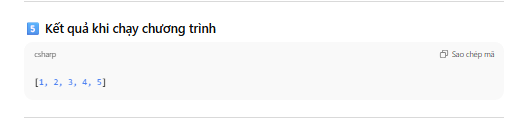 5 Kết quả khi chạy chương trình
csharp Sao chép mã
[1, 2, 3, 4, 5]